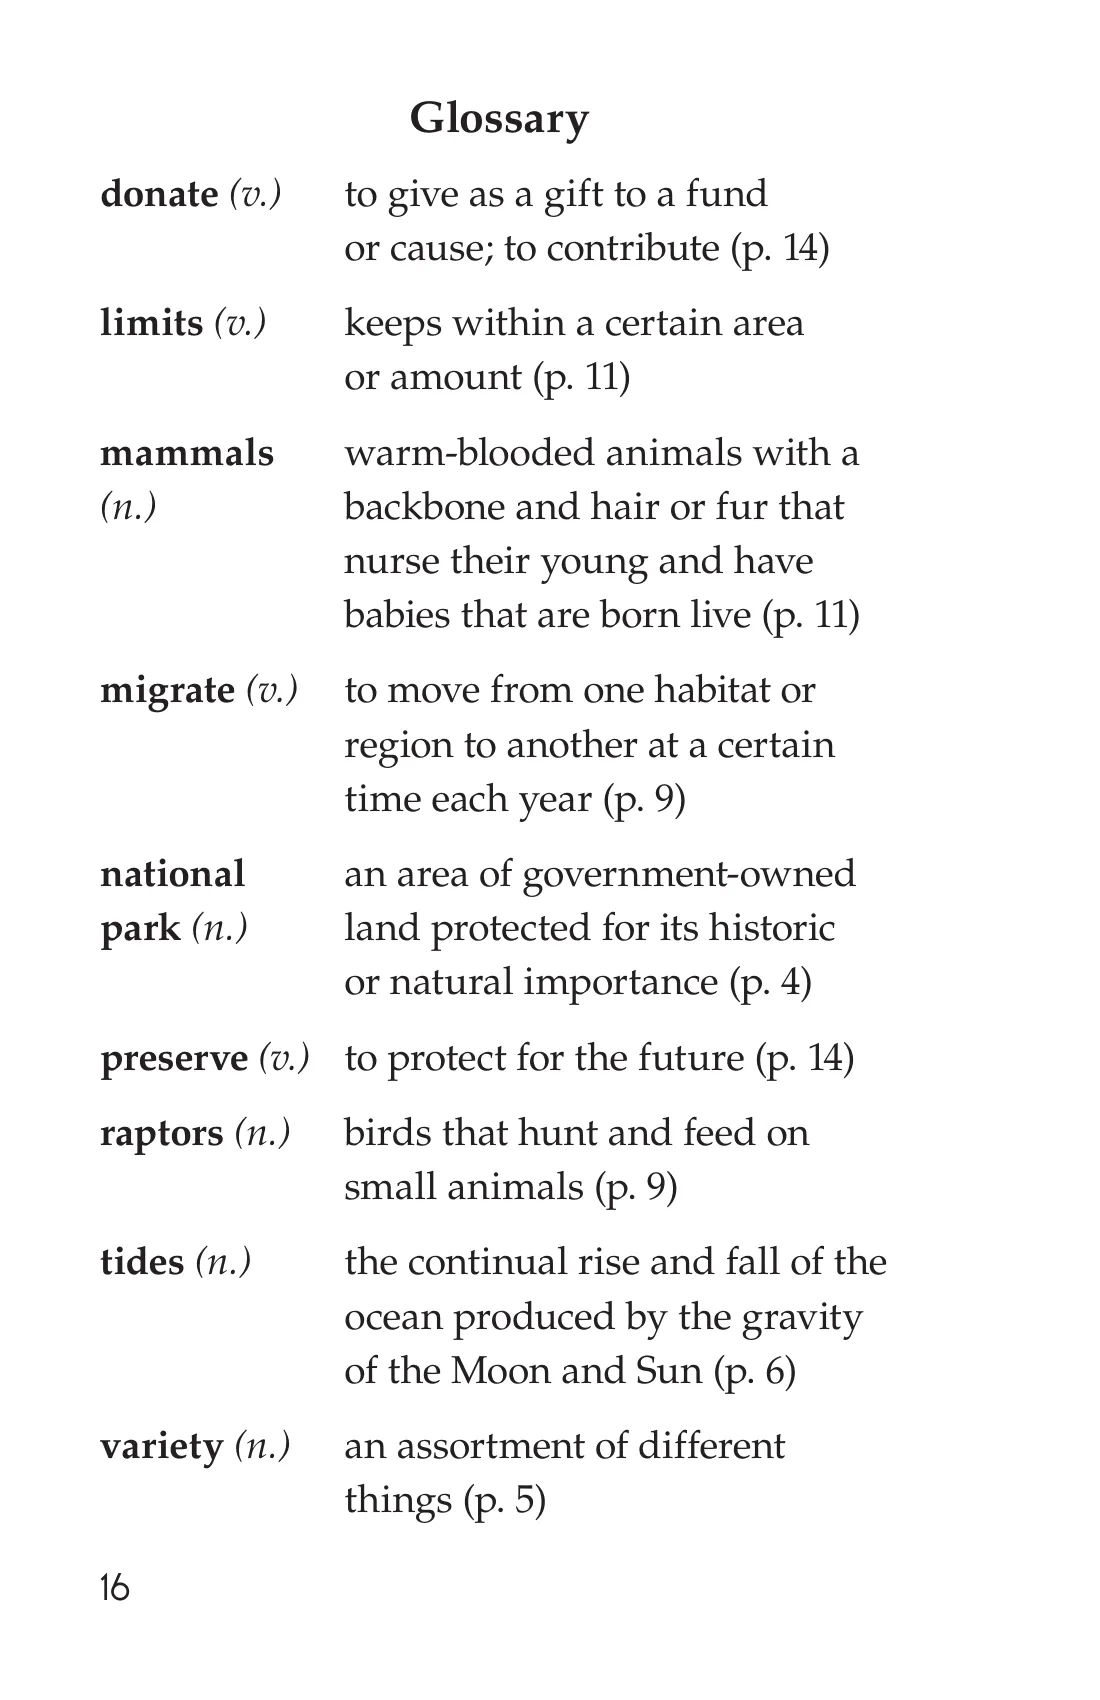 Glossary
donate (v.) to give as a gift to a fund
or cause; to contribute (p. 14)
limits (v.) keeps within a certain area
or amount (p. 11)
mammals warm-blooded animals with a
(n.) backbone and hair or fur that
nurse their young and have
babies that are born live (p. 11)
migrate (v.) to move from one habitat or
region to another at a certain
time each year (p. 9)
national an area of government-owned
park (n.) land protected for its historic
or natural importance (p. 4)
preserve (v.) to protect for the future (p. 14)
raptors (n.) birds that hunt and feed on
small animals (p. 9)
tides (n.) the continual rise and fall of the
ocean produced by the gravity
of the Moon and Sun (p. 6)
variety (n.) an assortment of different
things (p. 5)
16